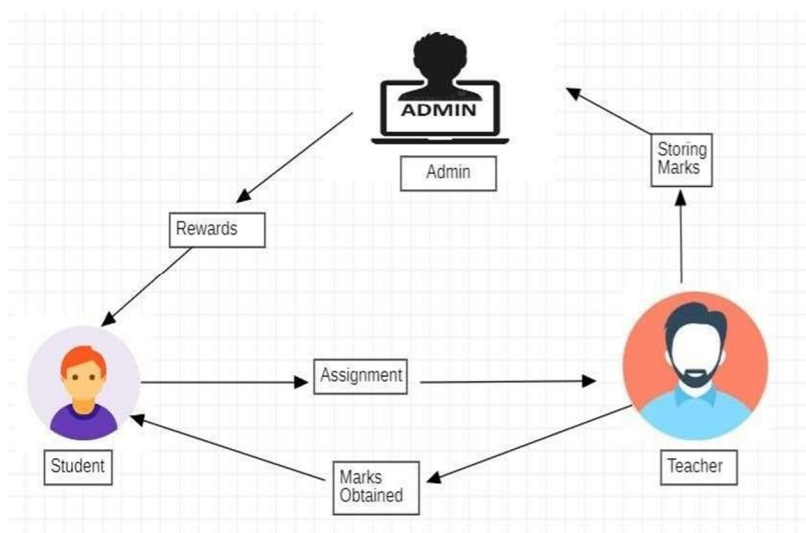 ADMIN
Admin
Storing
Marks
Rewards
Assignment
Student
Marks
Obtained
Teacher